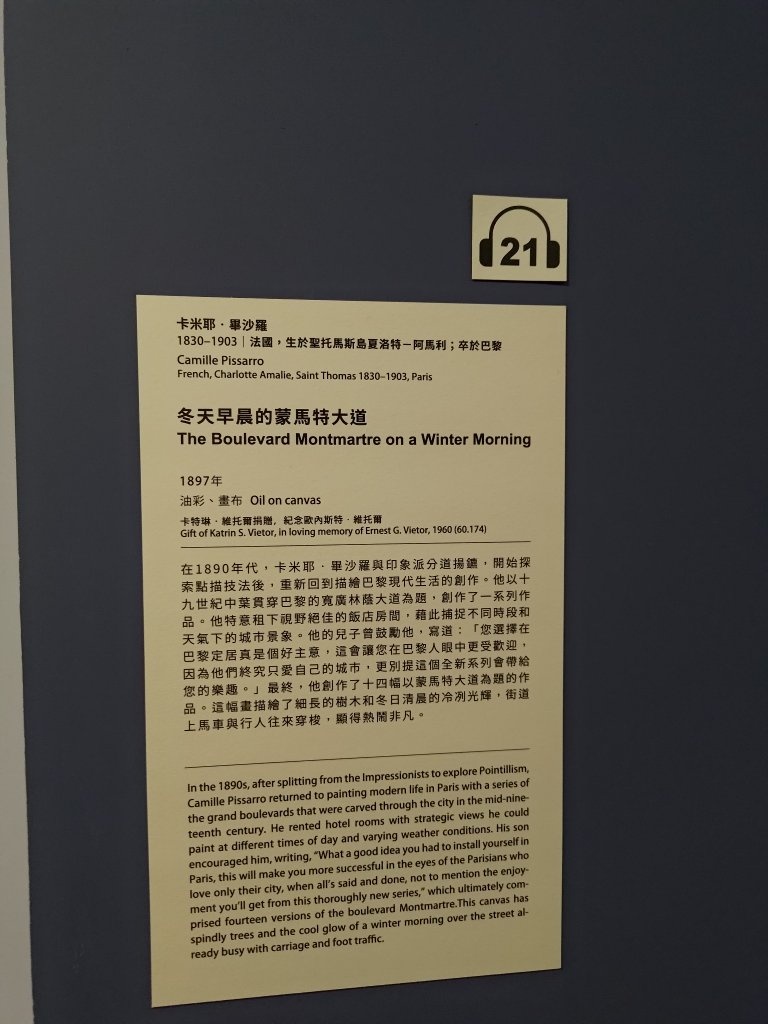 21
卡米耶．畢沙羅
1830–1903｜法國，生於聖托馬斯島夏洛特－阿馬利；卒於巴黎
Camille Pissarro
French, Charlotte Amalie, Saint Thomas 1830–1903, Paris
冬天早晨的蒙馬特大道
The Boulevard Montmartre on a Winter Morning
1897年
油彩、畫布 Oil on canvas
卡特琳．維托爾捐贈，紀念歐內斯特．維托爾
Gift of Katrin S. Vietor, in loving memory of Ernest G. Vietor, 1960 (60.174)
在1890年代，卡米耶．畢沙羅與印象派分道揚鑣，開始探
索點描技法後，重新回到描繪巴黎現代生活的創作。他以十
九世紀中葉貫穿巴黎的寬廣林蔭大道為題，創作了一系列作
品。他特意租下視野絕佳的飯店房間，藉此捕捉不同時段和
天氣下的城市景象。他的兒子曾鼓勵他，寫道：「您選擇在
巴黎定居真是個好主意，這會讓您在巴黎人眼中更受歡迎，
因為他們終究只愛自己的城市，更別提這個全新系列會帶給
您的樂趣。」最終，他創作了十四幅以蒙馬特大道為題的作
品。這幅畫描繪了細長的樹木和冬日清晨的冷冽光輝，街道
上馬車與行人往來穿梭，顯得熱鬧非凡。
In the 1890s, after splitting from the Impressionists to explore Pointillism,
Camille Pissarro returned to painting modern life in Paris with a series of
the grand boulevards that were carved through the city in the mid-nine-
teenth century. He rented hotel rooms with strategic views he could
paint at different times of day and varying weather conditions. His son
encouraged him, writing, “What a good idea you had to install yourself in
Paris, this will make you more successful in the eyes of the Parisians who
love only their city, when all’s said and done, not to mention the enjoy-
ment you’ll get from this thoroughly new series,” which ultimately com-
prised fourteen versions of the boulevard Montmartre.This canvas has
spindly trees and the cool glow of a winter morning over the street al-
ready busy with carriage and foot traffic.